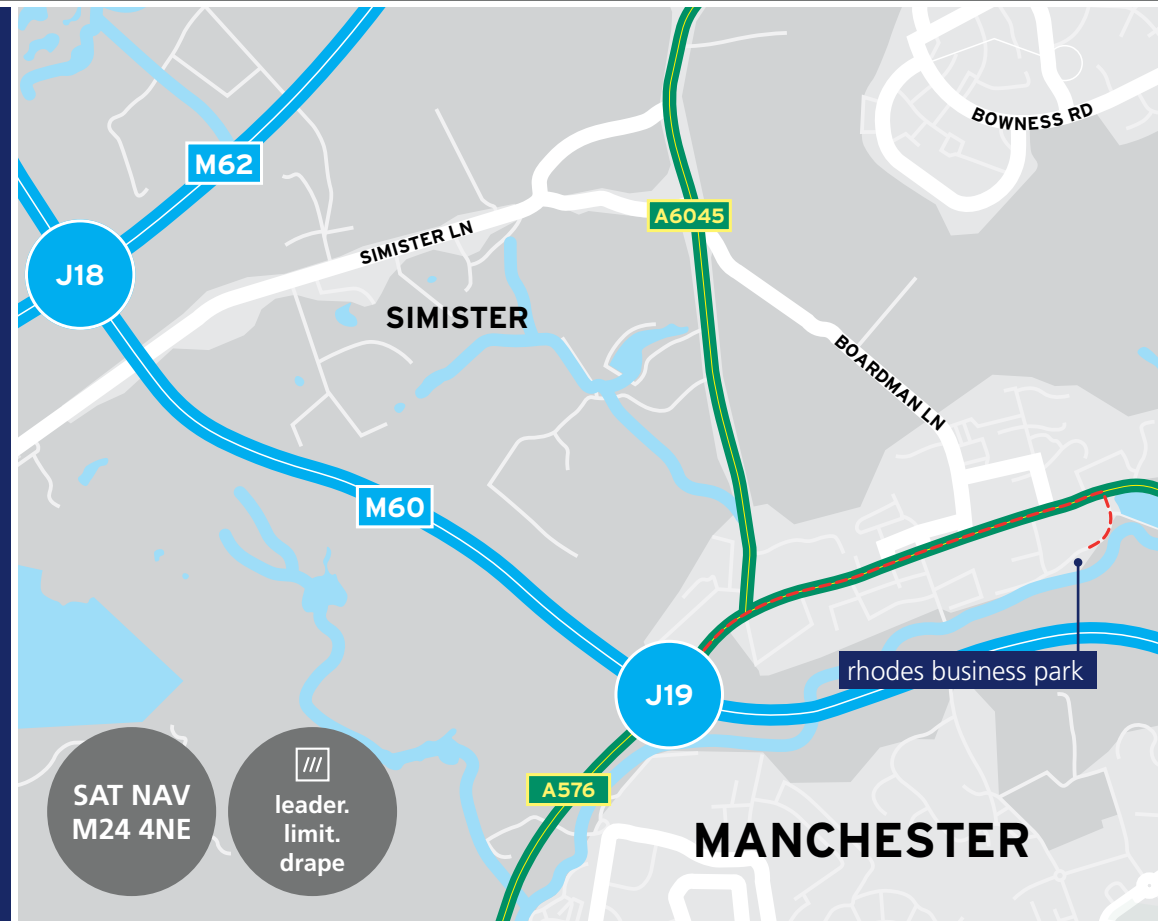 BOWNESS RD
M62
A6045
SIMISTER LN
J18
SIMISTER
BOARDMAN LN
M60
rhodes business park
J19
A576
SAT NAV
M24 4NE
///
leader.
limit.
drape
MANCHESTER